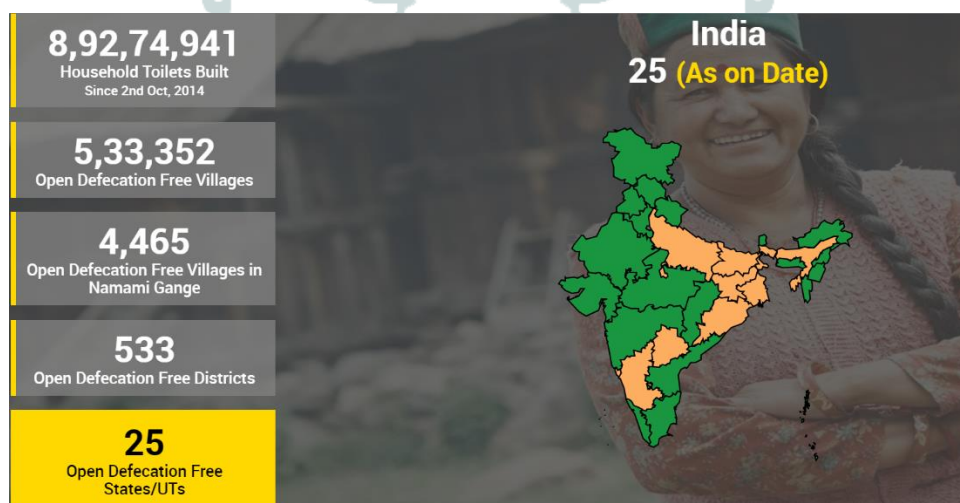 8,92,74,941
Household Toilets Built
Since 2nd Oct, 2014
5,33,352
Open Defecation Free Villages
4,465
Open Defecation Free Villages in
Namami Gange
533
Open Defecation Free Districts
25
Open Defecation Free
States/UTs
India
25 (As on Date)